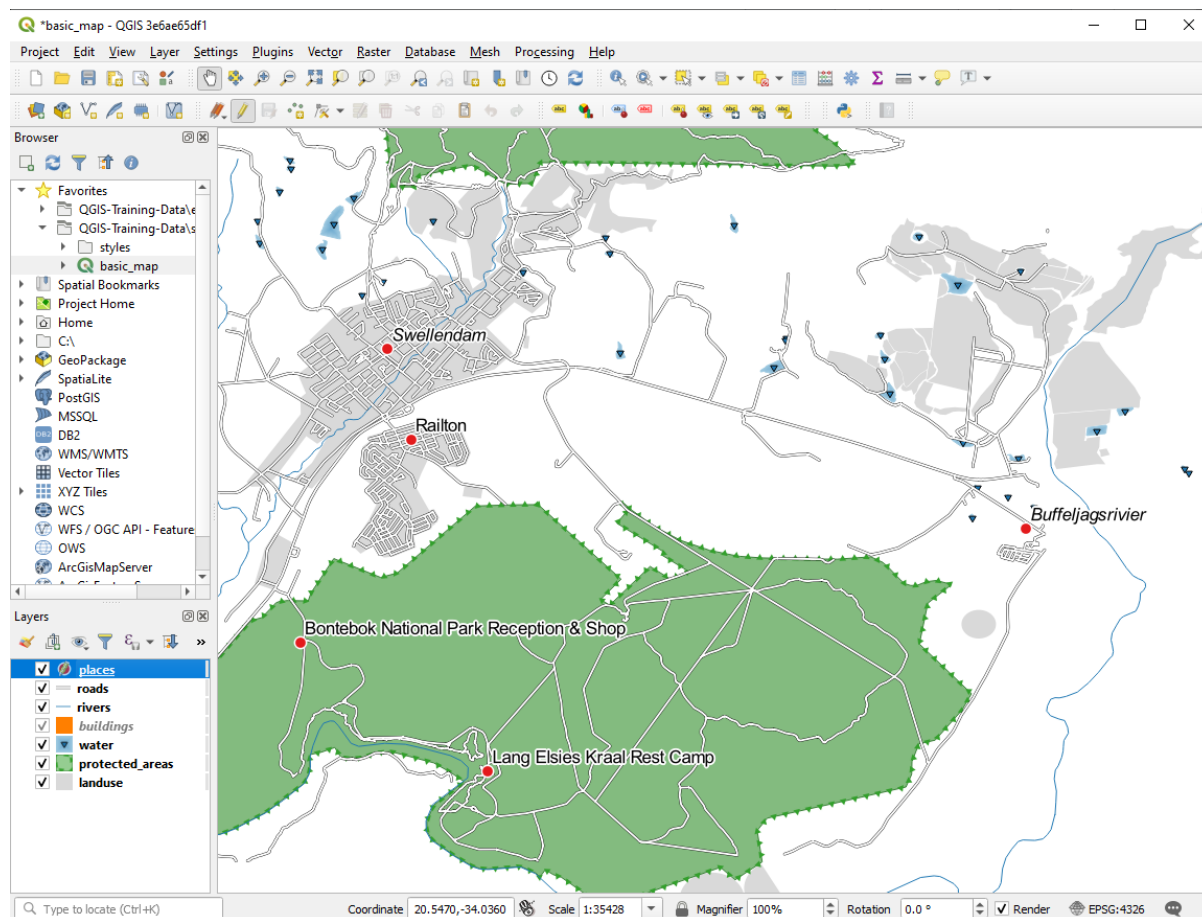 *basic_map - QGIS 3e6ae65df1
Project Edit View Layer Settings Plugins Vector Raster Database Mesh Processing Help
Browser
Favorites
QGIS-Training-Data\e
QGIS-Training-Data\s
styles
basic_map
Spatial Bookmarks
Project Home
Home
C:\
GeoPackage
SpatiaLite
PostGIS
MSSQL
DB2
WMS/WMTS
Vector Tiles
XYZ Tiles
WCS
WFS / OGC API - Feature
OWS
ArcGisMapServer
Layers
places
roads
rivers
buildings
water
protected_areas
landuse
Swellendam
Railton
Buffeljagsrivier
Bontebok National Park Reception & Shop
Lang Elsies Kraal Rest Camp
Type to locate (Ctrl+K) Coordinate 20.5470,-34.0360 Scale 1:35428 Magnifier 100% Rotation 0.0 ° Render EPSG:4326